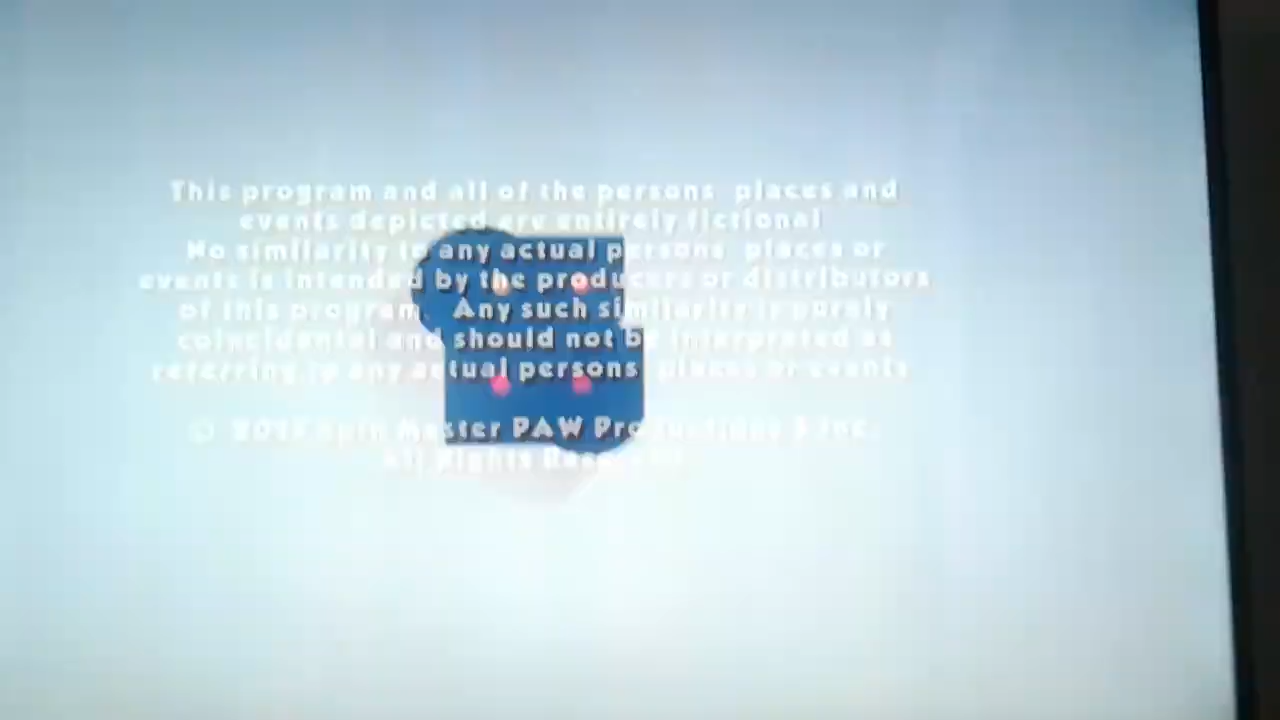 This program and all of the persons places and
events depicted are entirely fictional
No similarity to any actual persons places or
events is intended by the producers or distributors
of this program. Any such similarity is purely
coincidental and should not be interpreted as
referring to any actual persons places or events
© Spin Master PAW Productions Inc.
All Rights Reserved